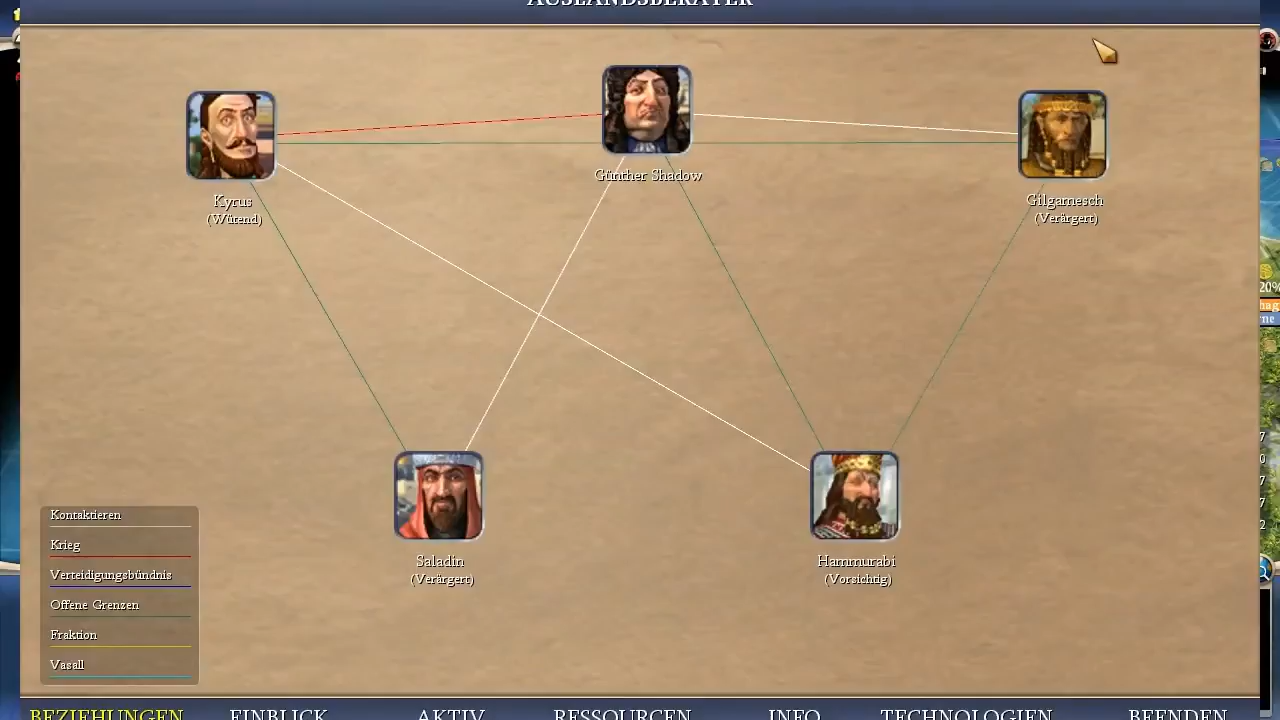 AUSLANDSBERATER
Günther Shadow
Kyrus
(Wütend)
Gilgamesch
(Verärgert)
Saladin
(Verärgert)
Hammurabi
(Vorsichtig)
Kontaktieren
Krieg
Verteidigungsbündnis
Offene Grenzen
Fraktion
Vasall
20%
BEZIEHUNGEN EINBLICK AKTIV RESSOURCEN INFO TECHNOLOGIEN BEENDEN